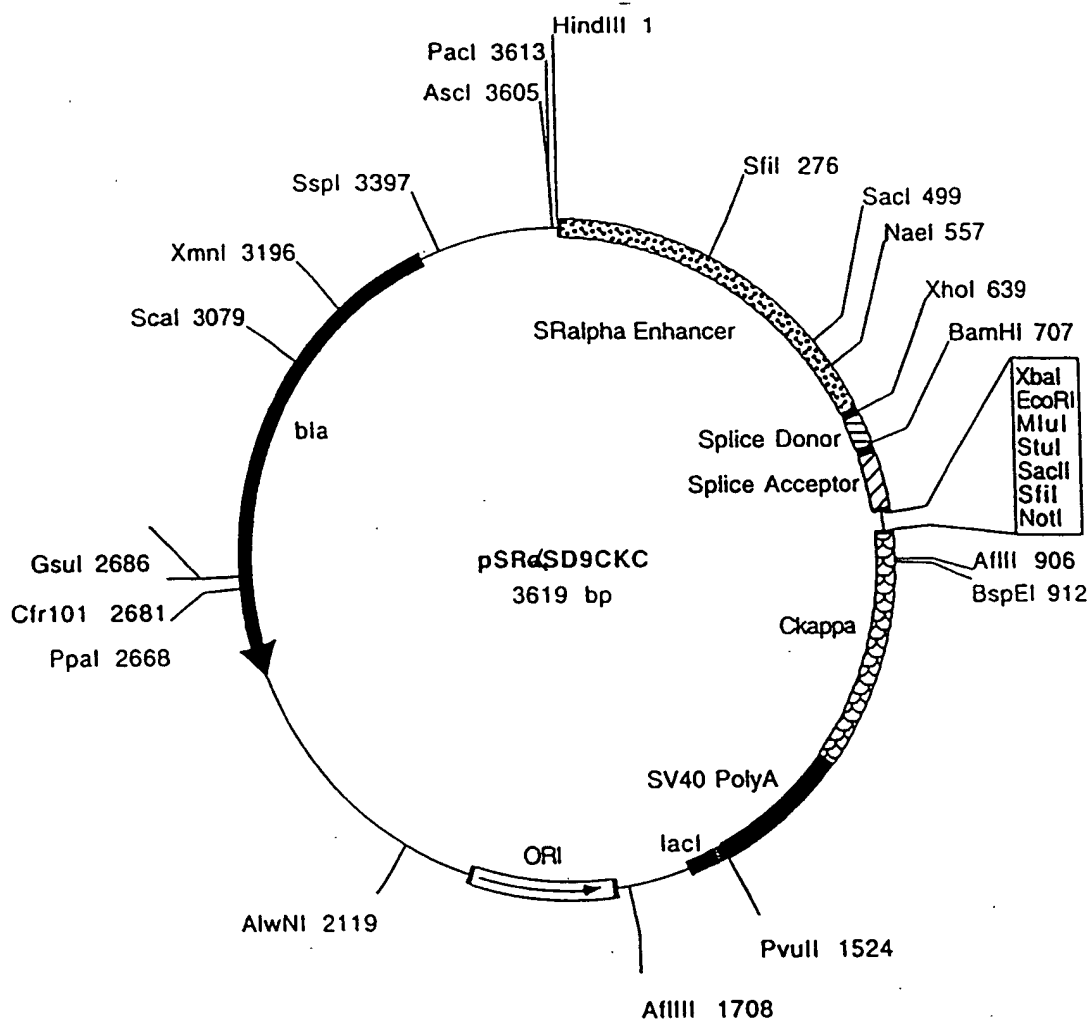 HindIII 1
PacI 3613
AscI 3605
SspI 3397
XmnI 3196
ScaI 3079
bla
GsuI 2686
Cfr101 2681
PpaI 2668
AlwNI 2119
ORI
AflIII 1708
PvuII 1524
lacI
SV40 PolyA
Ckappa
BspEI 912
AflII 906
XbaI
EcoRI
MluI
StuI
SacII
SfiI
NotI
Splice Acceptor
Splice Donor
BamHI 707
XhoI 639
NaeI 557
SacI 499
SfiI 276
SRalpha Enhancer
pSRαSD9CKC
3619 bp